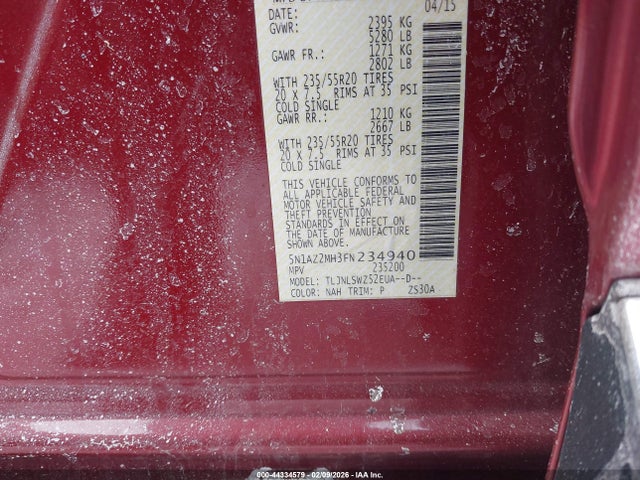 DATE: 04/15
GVWR: 2395 KG
5280 LB
GAWR FR.: 1271 KG
2802 LB
WITH 235/55R20 TIRES
20 X 7.5 RIMS AT 35 PSI
COLD SINGLE
GAWR RR.: 1210 KG
2667 LB
WITH 235/55R20 TIRES
20 X 7.5 RIMS AT 35 PSI
COLD SINGLE
THIS VEHICLE CONFORMS TO
ALL APPLICABLE FEDERAL
MOTOR VEHICLE SAFETY AND
THEFT PREVENTION
STANDARDS IN EFFECT ON
THE DATE OF MANUFACTURE
SHOWN ABOVE.
5N1AZ2MH3FN234940
MPV 235200
MODEL: TLJNLSWZ52EUA--D--
COLOR: NAH TRIM: P ZS30A
000-44334579 - 02/09/2026 - IAA Inc.